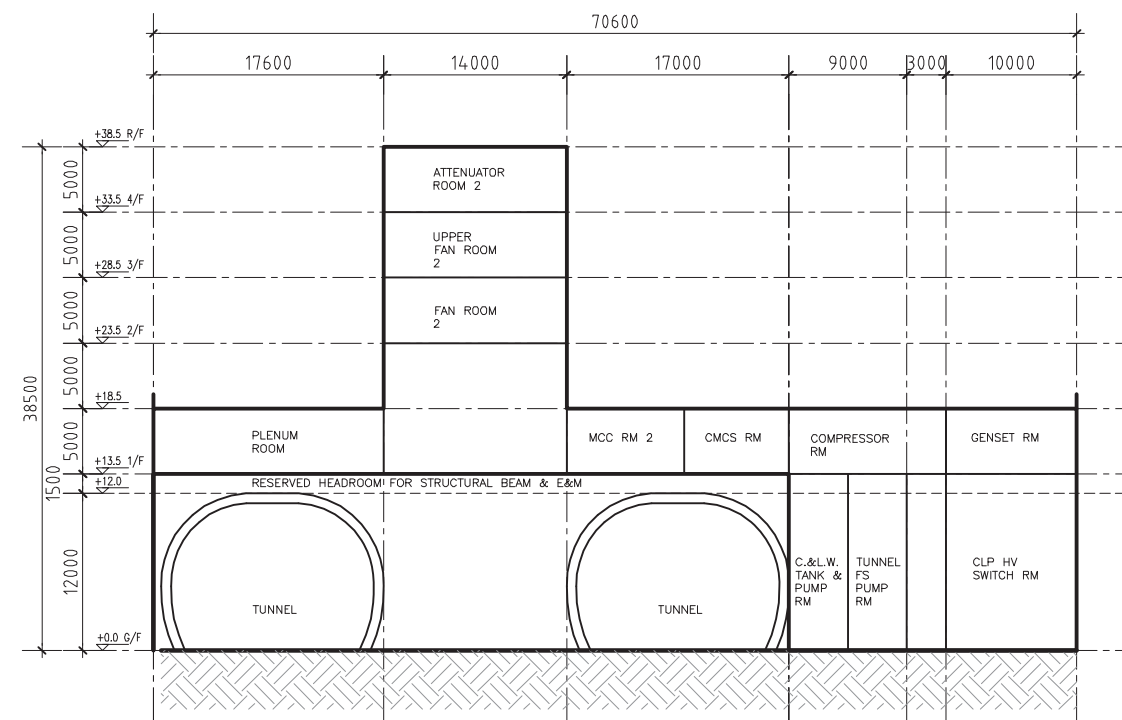 70600
17600
14000
17000
9000
3000
10000
+38.5 R/F
5000
ATTENUATOR
ROOM 2
+33.5 4/F
5000
UPPER
FAN ROOM
2
+28.5 3/F
5000
FAN ROOM
2
+23.5 2/F
5000
38500
+18.5
5000
PLENUM
ROOM
MCC RM 2
CMCS RM
COMPRESSOR
RM
GENSET RM
+13.5 1/F
1500
RESERVED HEADROOM FOR STRUCTURAL BEAM & E&M
+12.0
12000
TUNNEL
TUNNEL
C.&L.W.
TANK &
PUMP
RM
TUNNEL
FS
PUMP
RM
CLP HV
SWITCH RM
+0.0 G/F